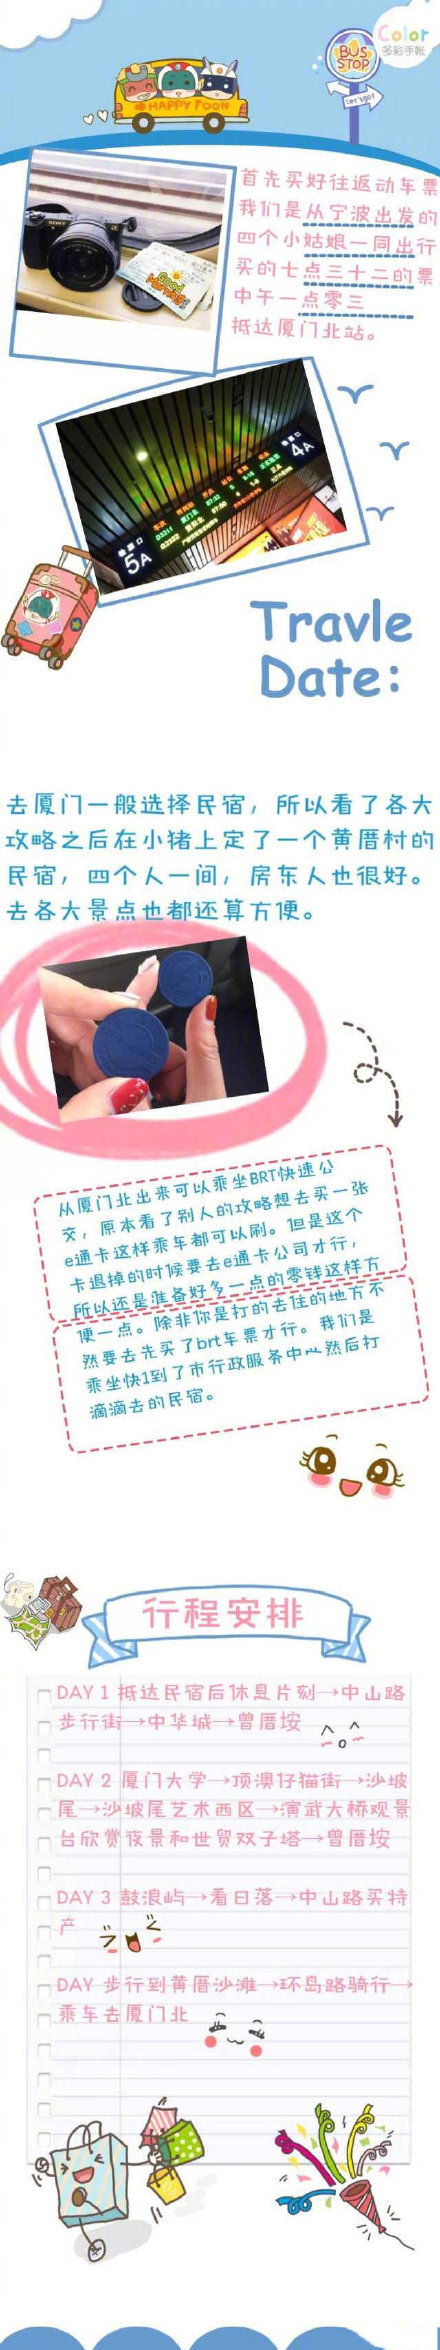 Color
多彩手帐
BUS
STOP
Let'sgo!
HAPPY TOON
首先买好往返动车票
我们是从宁波出发的
四个小姑娘一同出行
买的七点三十二的票
中午一点零三
抵达厦门北站。
SONY
Good
Morning
4A
检票口
5A
D3211
07:32
D2282
Travle
Date:
去厦门一般选择民宿，所以看了各大
攻略之后在小猪上定了一个黄厝村的
民宿，四个人一间，房东人也很好。
去各大景点也都还算方便。
从厦门北出来可以乘坐BRT快速公
交，原本看了别人的攻略想去买一张
e通卡这样乘车都可以刷。但是这个
卡退掉的时候要去e通卡公司才行，
所以还是准备好多一点的零钱这样方
便一点。除非你是打的去住的地方不
然要去先买了brt车票才行。我们是
乘坐快1到了市行政服务中心然后打
滴滴去的民宿。
行程安排
DAY 1 抵达民宿后休息片刻→中山路
步行街→中华城→曾厝垵
DAY 2 厦门大学→顶澳仔猫街→沙坡
尾→沙坡尾艺术西区→演武大桥观景
台欣赏夜景和世贸双子塔→曾厝垵
DAY 3 鼓浪屿→看日落→中山路买特
产
DAY 步行到黄厝沙滩→环岛路骑行→
乘车去厦门北